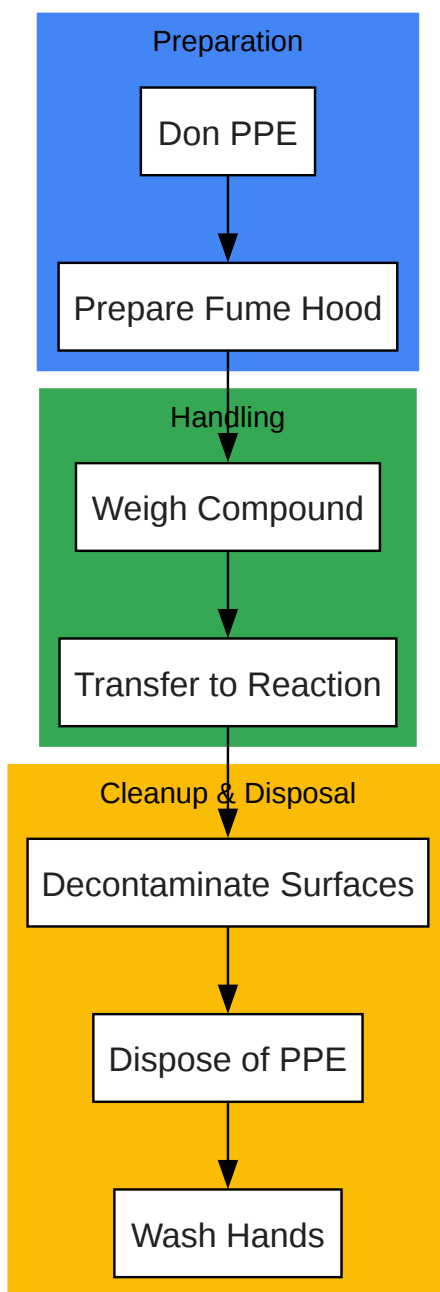 Preparation
Don PPE
Prepare Fume Hood
Handling
Weigh Compound
Transfer to Reaction
Cleanup & Disposal
Decontaminate Surfaces
Dispose of PPE
Wash Hands